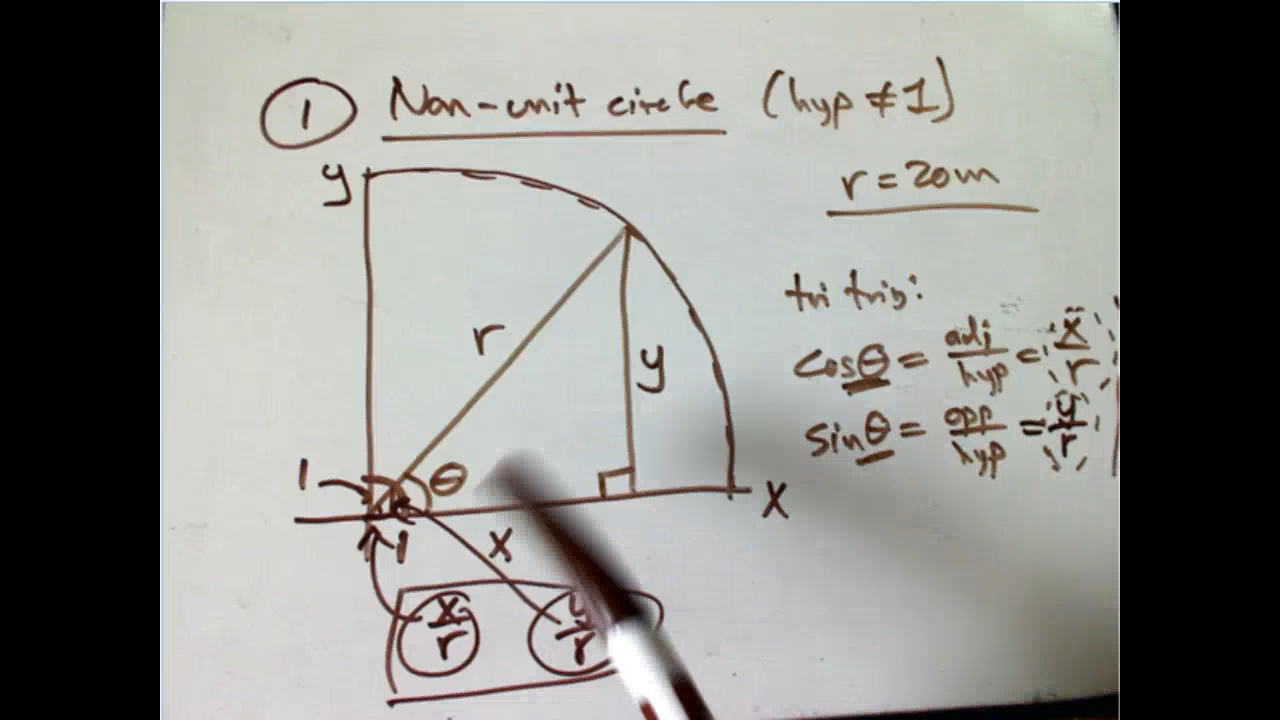 1 Non-unit circle (hyp ≠ 1)
y
r = 20m
r
tri trig:
y
cosθ = adj/hyp = x/r
sinθ = opp/hyp = y/r
1
θ
x
1
x
x/r y/r